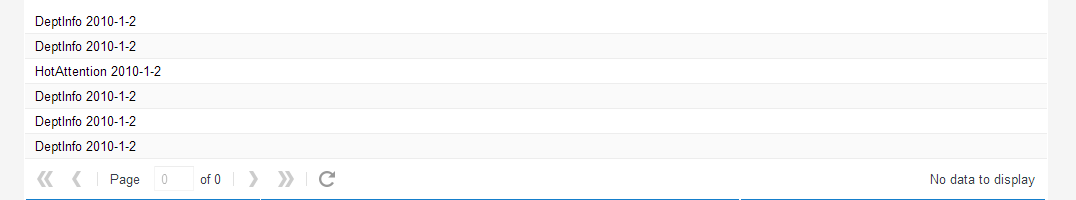 DeptInfo 2010-1-2
DeptInfo 2010-1-2
HotAttention 2010-1-2
DeptInfo 2010-1-2
DeptInfo 2010-1-2
DeptInfo 2010-1-2
Page 0 of 0 No data to display